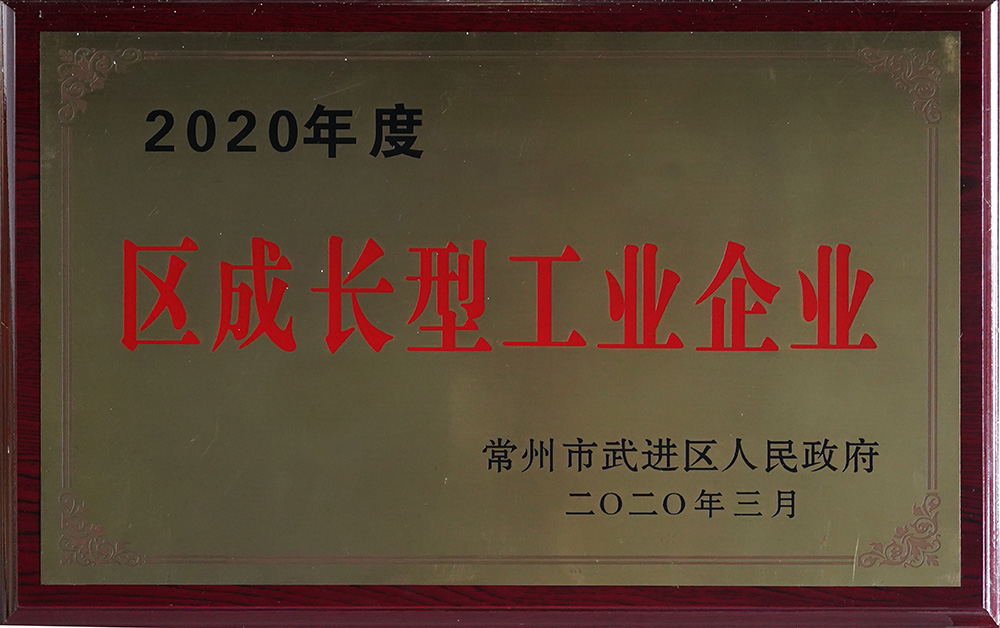 2020年度
区成长型工业企业
常州市武进区人民政府
二〇二〇年三月